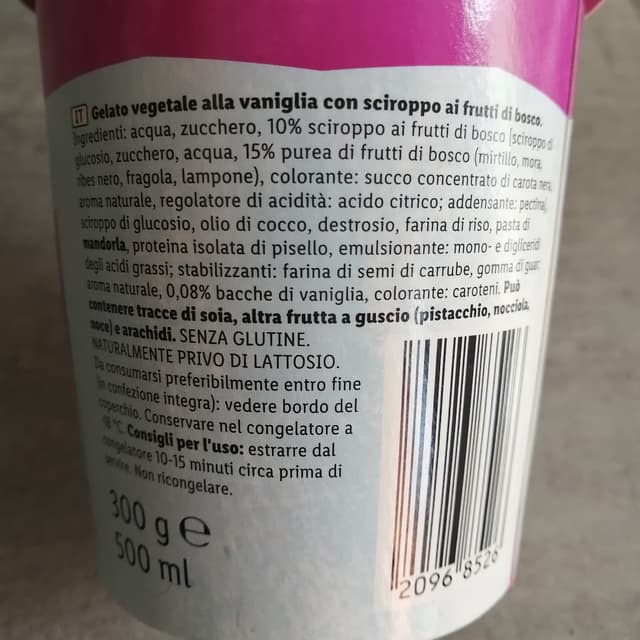 IT Gelato vegetale alla vaniglia con sciroppo ai frutti di bosco.
Ingredienti: acqua, zucchero, 10% sciroppo ai frutti di bosco [sciroppo di
glucosio, zucchero, acqua, 15% purea di frutti di bosco (mirtillo, mora,
ribes nero, fragola, lampone), colorante: succo concentrato di carota nera,
aroma naturale, regolatore di acidità: acido citrico; addensante: pectina],
sciroppo di glucosio, olio di cocco, destrosio, farina di riso, pasta di
mandorla, proteina isolata di pisello, emulsionante: mono- e digliceridi
degli acidi grassi; stabilizzanti: farina di semi di carrube, gomma di guar;
aroma naturale, 0,08% bacche di vaniglia, colorante: caroteni. Può
contenere tracce di soia, altra frutta a guscio (pistacchio, nocciola,
noce) e arachidi. SENZA GLUTINE.
NATURALMENTE PRIVO DI LATTOSIO.
Da consumarsi preferibilmente entro fine
(in confezione integra): vedere bordo del
coperchio. Conservare nel congelatore a
-18 °C. Consigli per l'uso: estrarre dal
congelatore 10-15 minuti circa prima di
servire. Non ricongelare.
300 g e
500 ml
2096 8526